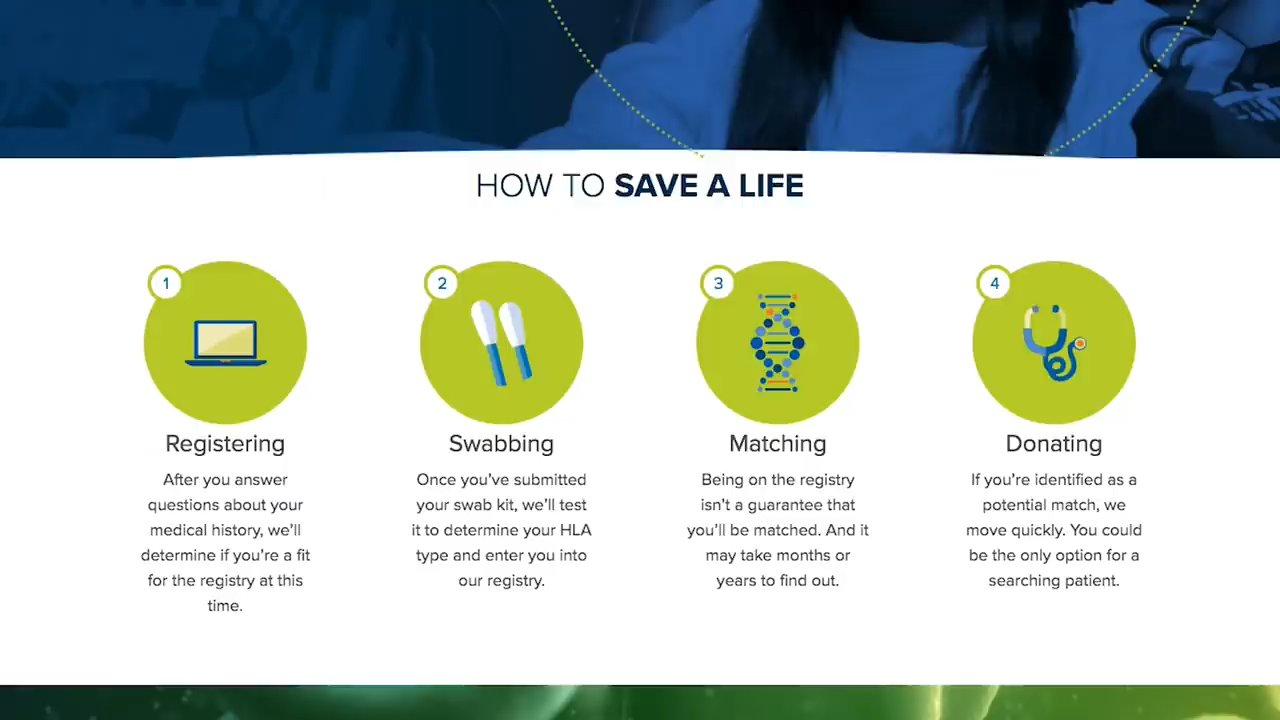 HOW TO SAVE A LIFE
1
Registering
After you answer
questions about your
medical history, we'll
determine if you're a fit
for the registry at this
time.
2
Swabbing
Once you've submitted
your swab kit, we'll test
it to determine your HLA
type and enter you into
our registry.
3
Matching
Being on the registry
isn't a guarantee that
you'll be matched. And it
may take months or
years to find out.
4
Donating
If you're identified as a
potential match, we
move quickly. You could
be the only option for a
searching patient.